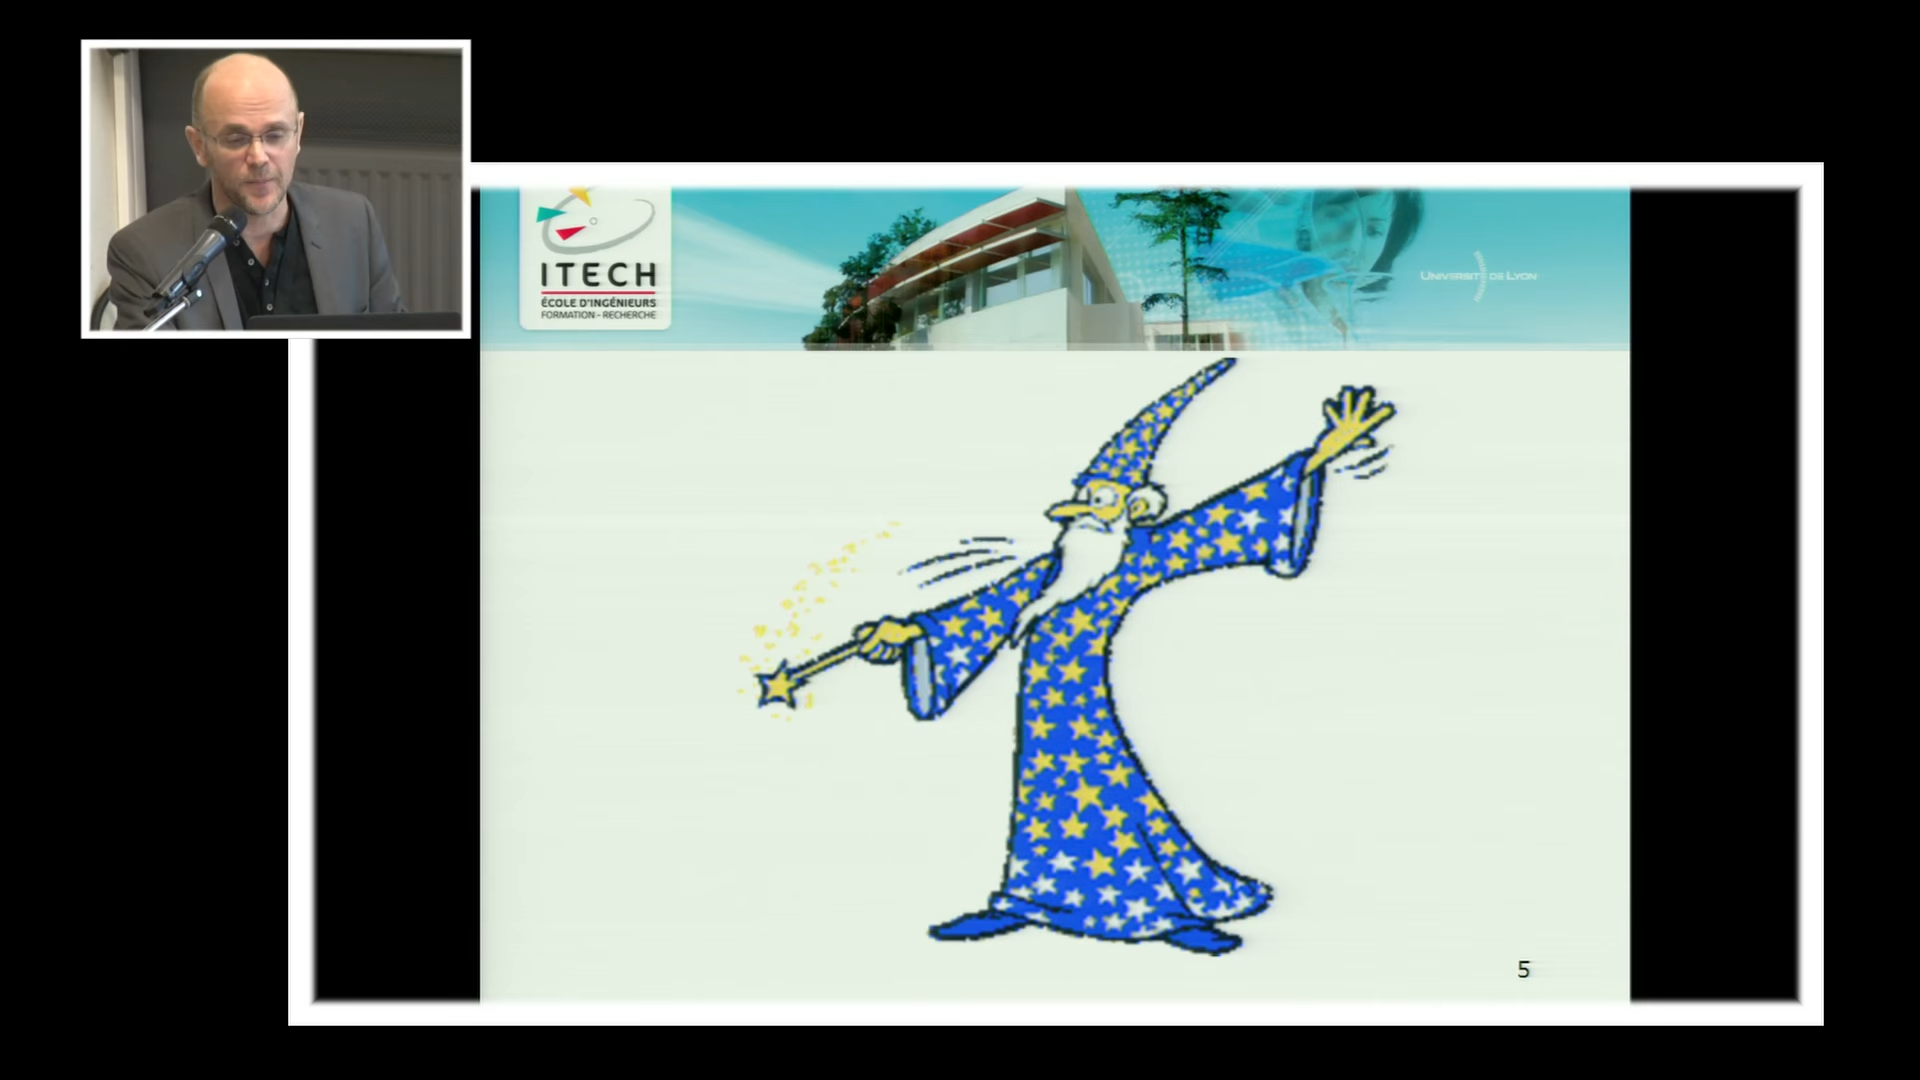 ITECH
ÉCOLE D'INGÉNIEURS
FORMATION - RECHERCHE
UNIVERSITÉ DE LYON
5